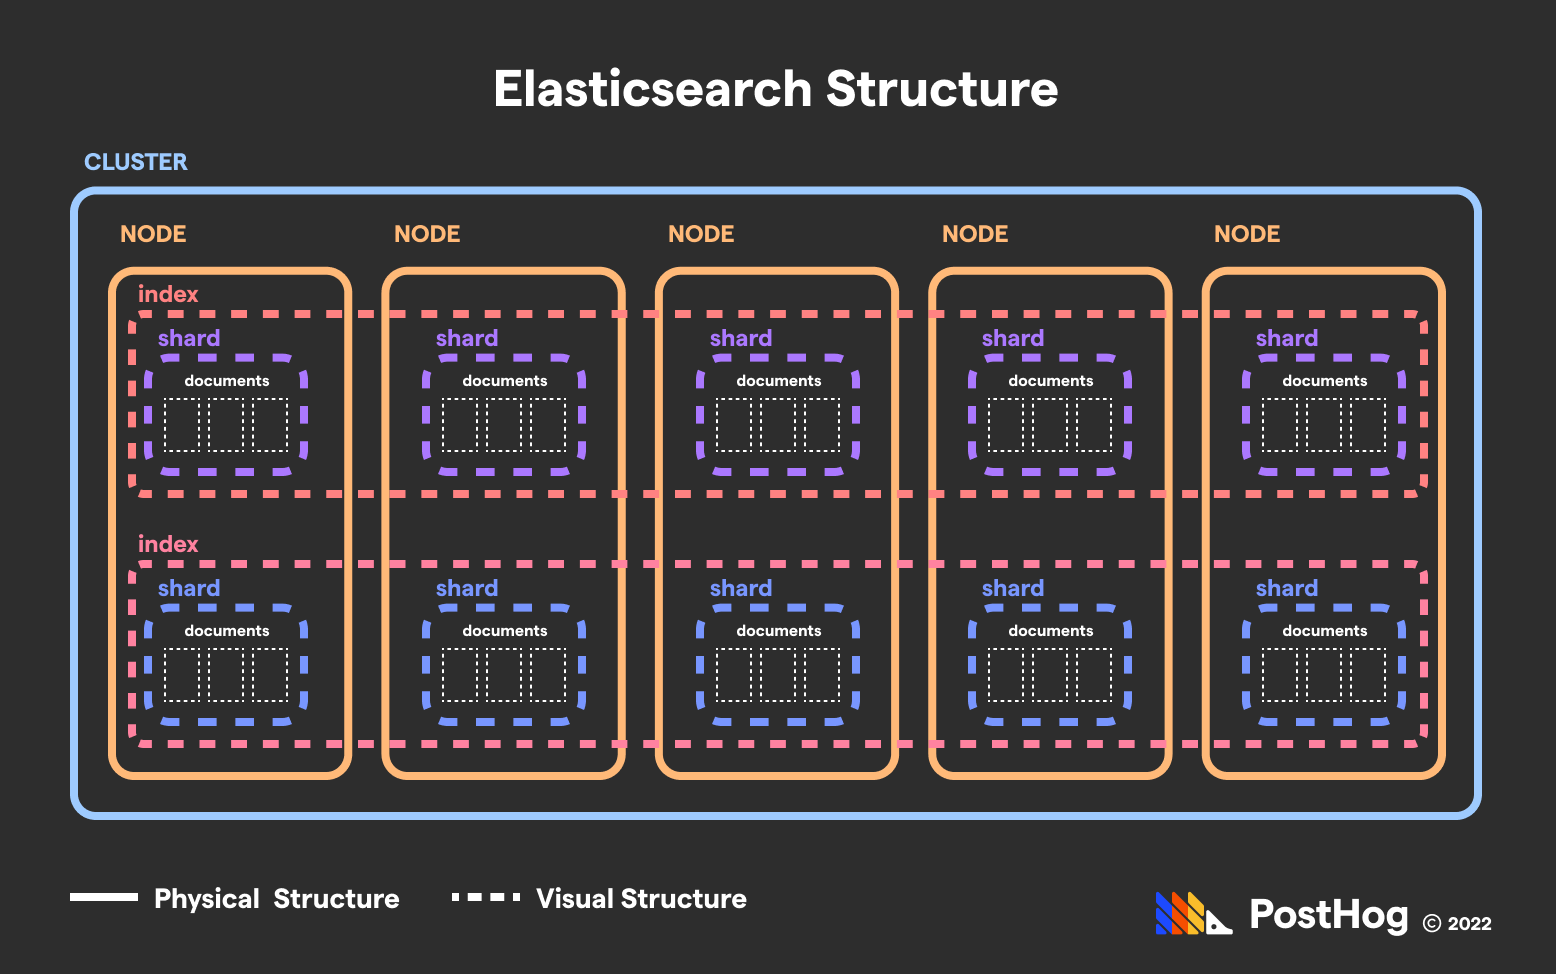 Elasticsearch Structure
CLUSTER
NODE NODE NODE NODE NODE
index
shard shard shard shard shard
documents documents documents documents documents
index
shard shard shard shard shard
documents documents documents documents documents
Physical Structure Visual Structure
PostHog © 2022